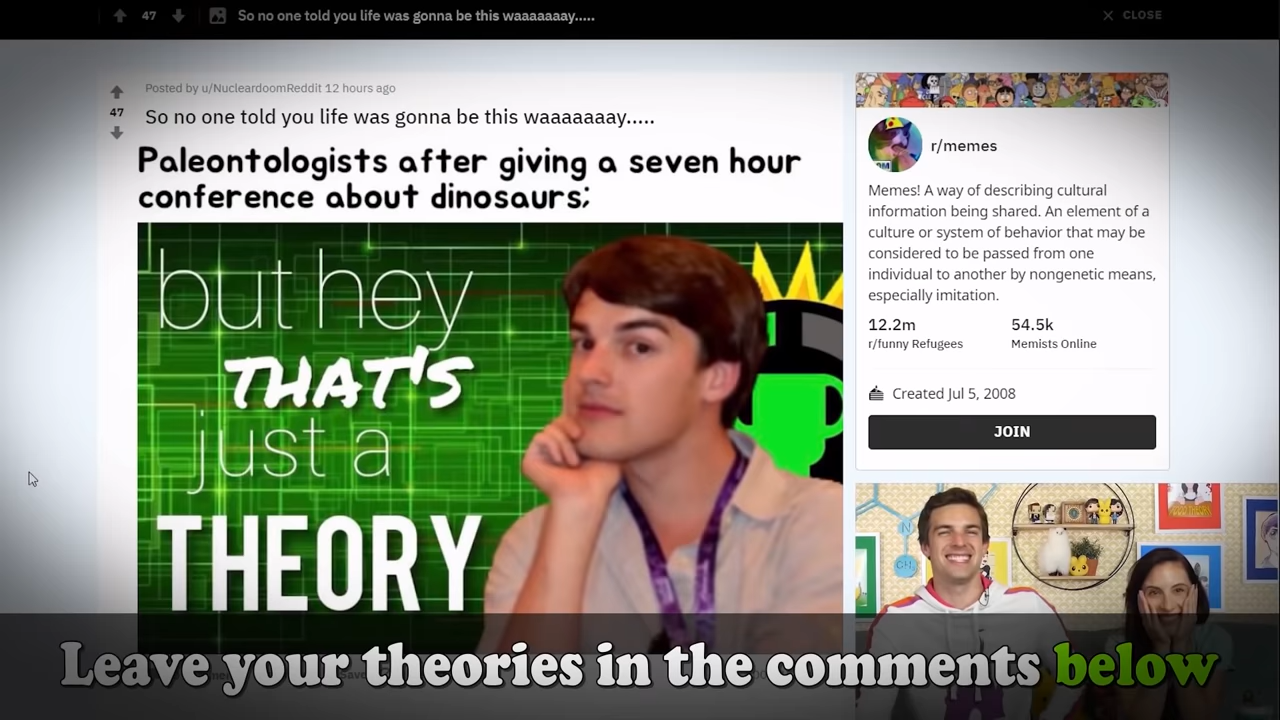 47
So no one told you life was gonna be this waaaaaaay.....
CLOSE
Posted by u/NucleardoomReddit 12 hours ago
47
So no one told you life was gonna be this waaaaaaay.....
Paleontologists after giving a seven hour
conference about dinosaurs;
but hey
THAT'S
just a
THEORY
r/memes
Memes! A way of describing cultural
information being shared. An element of a
culture or system of behavior that may be
considered to be passed from one
individual to another by nongenetic means,
especially imitation.
12.2m
54.5k
r/funny Refugees
Memists Online
Created Jul 5, 2008
JOIN
N
CH₂
Leave your theories in the comments below